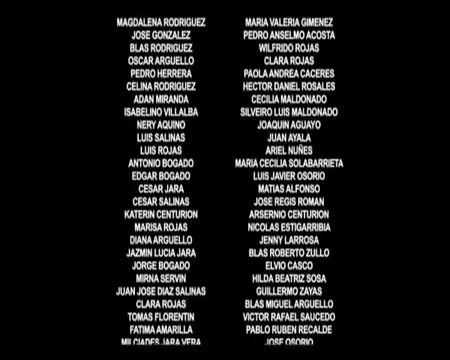 MAGDALENA RODRIGUEZ MARIA VALERIA GIMENEZ
JOSE GONZALEZ PEDRO ANSELMO ACOSTA
BLAS RODRIGUEZ WILFRIDO ROJAS
OSCAR ARGUELLO CLARA ROJAS
PEDRO HERRERA PAOLA ANDREA CACERES
CELINA RODRIGUEZ HECTOR DANIEL ROSALES
ADAN MIRANDA CECILIA MALDONADO
ISABELINO VILLALBA SILVEIRO LUIS MALDONADO
NERY AQUINO JOAQUIN AGUAYO
LUIS SALINAS JUAN AYALA
LUIS ROJAS ARIEL NUÑES
ANTONIO BOGADO MARIA CECILIA SOLABARRIETA
EDGAR BOGADO LUIS JAVIER OSORIO
CESAR JARA MATIAS ALFONSO
CESAR SALINAS JOSE REGIS ROMAN
KATERIN CENTURION ARSERNIO CENTURION
MARISA ROJAS NICOLAS ESTIGARRIBIA
DIANA ARGUELLO JENNY LARROSA
JAZMIN LUCIA JARA BLAS ROBERTO ZULLO
JORGE BOGADO ELVIO CASCO
MIRNA SERVIN HILDA BEATRIZ SOSA
JUAN JOSE DIAZ SALINAS GUILLERMO ZAYAS
CLARA ROJAS BLAS MIGUEL ARGUELLO
TOMAS FLORENTIN VICTOR RAFAEL SAUCEDO
FATIMA AMARILLA PABLO RUBEN RECALDE
MILCIADES JARA VERA JOSE OSORIO